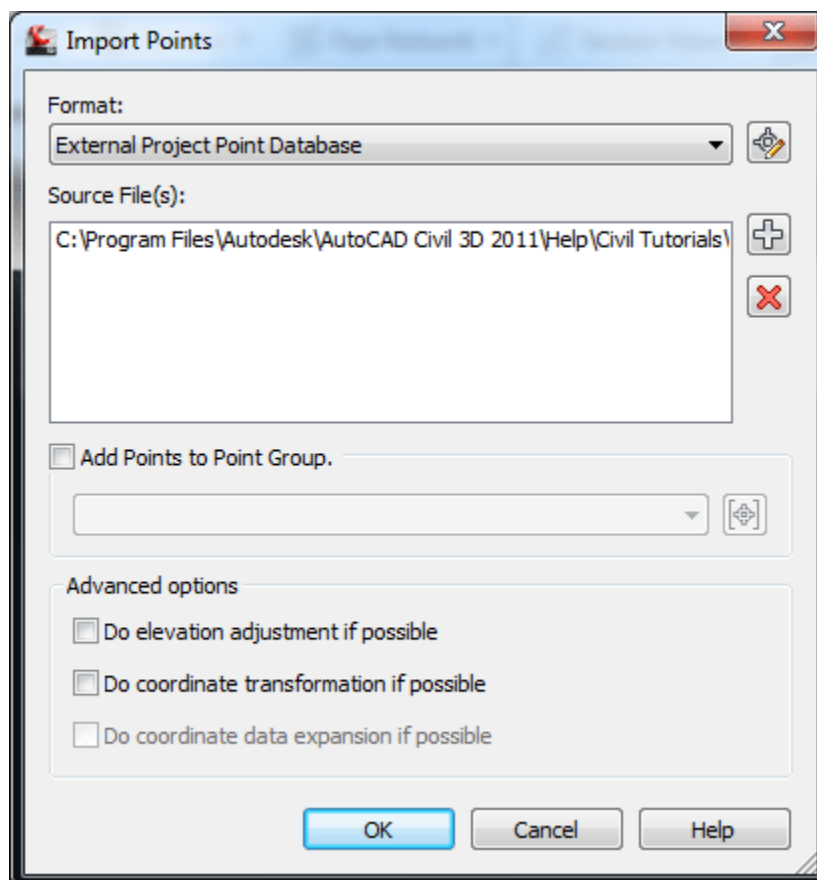 Import Points
Format:
External Project Point Database
Source File(s):
C:\Program Files\Autodesk\AutoCAD Civil 3D 2011\Help\Civil Tutorials\
Add Points to Point Group.
Advanced options
Do elevation adjustment if possible
Do coordinate transformation if possible
Do coordinate data expansion if possible
OK Cancel Help